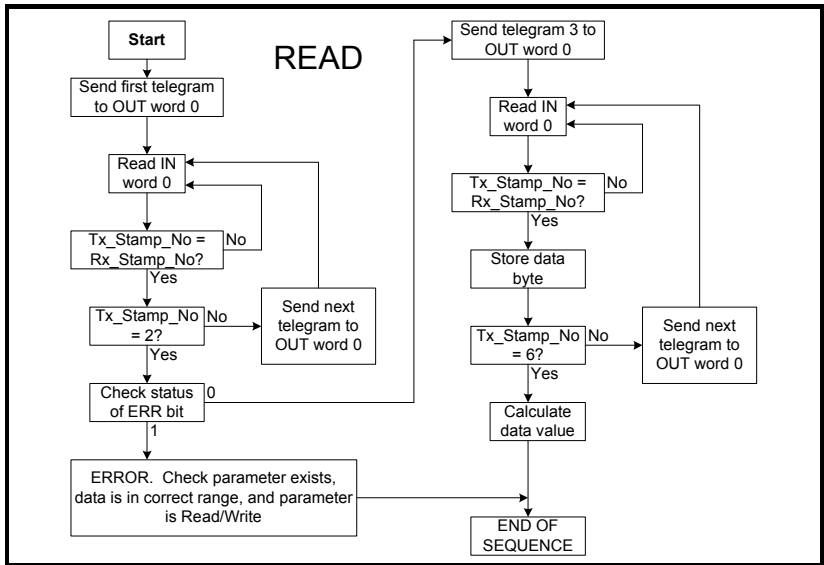 Start
READ
Send first telegram
to OUT word 0
Read IN
word 0
Tx_Stamp_No =
Rx_Stamp_No?
No
Yes
Tx_Stamp_No
= 2?
No
Send next
telegram to
OUT word 0
Yes
Check status
of ERR bit
0
1
ERROR.  Check parameter exists,
data is in correct range, and parameter
is Read/Write
Send telegram 3 to
OUT word 0
Read IN
word 0
Tx_Stamp_No =
Rx_Stamp_No?
No
Yes
Store data
byte
Tx_Stamp_No
= 6?
No
Send next
telegram to
OUT word 0
Yes
Calculate
data value
END OF
SEQUENCE